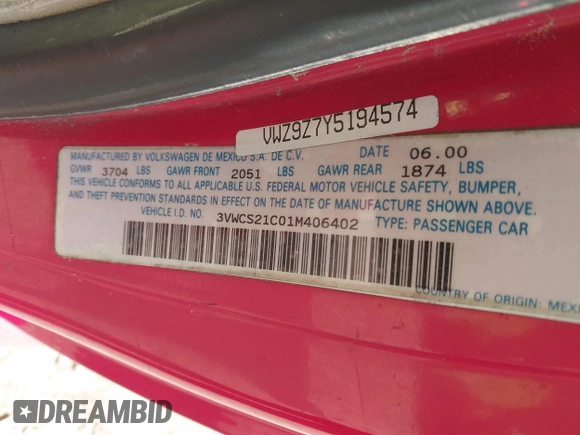 VWZ9Z7Y5194574
MANUFACTURED BY VOLKSWAGEN DE MEXICO S.A. DE C.V. DATE 06.00
GVWR 3704 LBS GAWR FRONT 2051 LBS GAWR REAR 1874 LBS
THIS VEHICLE CONFORMS TO ALL APPLICABLE U.S. FEDERAL MOTOR VEHICLE SAFETY, BUMPER,
AND THEFT PREVENTION STANDARDS IN EFFECT ON THE DATE OF MANUFACTURE SHOWN ABOVE.
VEHICLE I.D. NO. 3VWCS21C01M406402 TYPE: PASSENGER CAR
COUNTRY OF ORIGIN: MEXI
DREAMBID